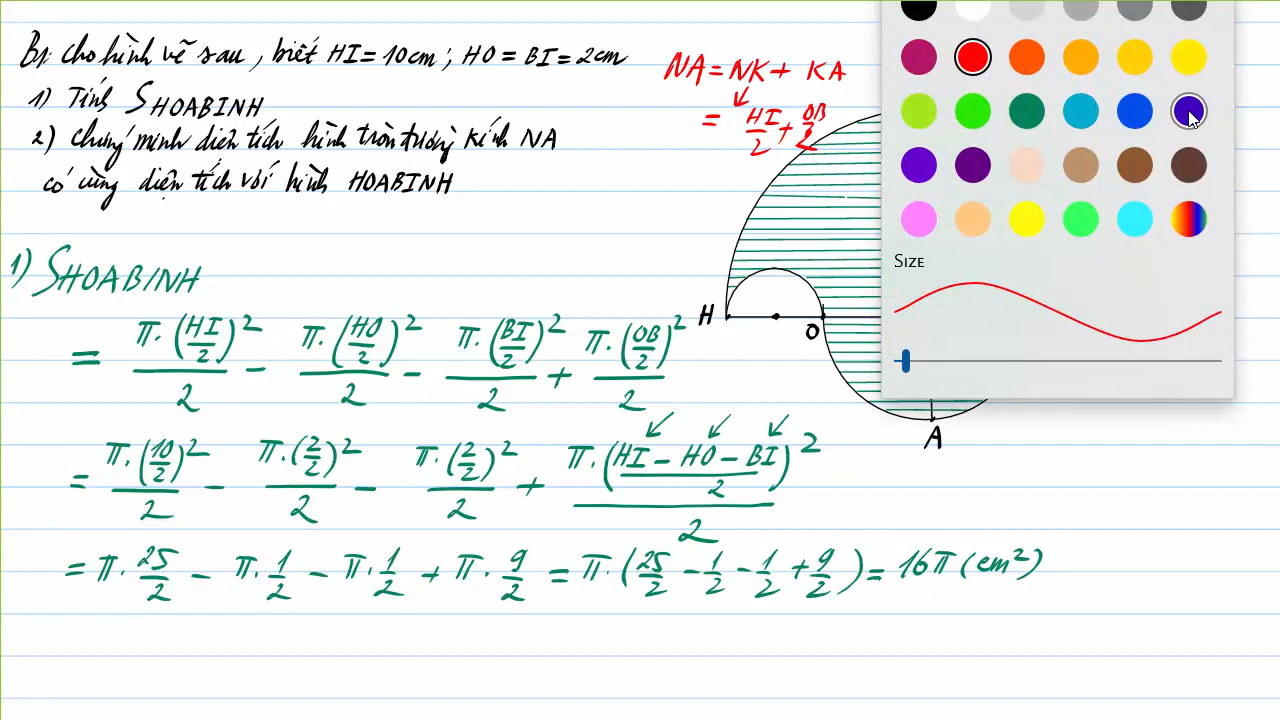 B1: cho hình vẽ sau, biết HI = 10cm; HO = BI = 2cm
1) Tính S_HOABINH
2) chứng minh diện tích hình tròn đường kính NA
có cùng diện tích với hình HOABINH
NA = NK + KA
= HI/2 + OB/2
SIZE
H
O
A
1) S_HOABINH
= π.(HI/2)²/2 - π.(HO/2)²/2 - π.(BI/2)²/2 + π.(OB/2)²/2
= π.(10/2)²/2 - π.(2/2)²/2 - π.(2/2)²/2 + π.((HI - HO - BI)/2)²/2
= π.25/2 - π.1/2 - π.1/2 + π.9/2 = π.(25/2 - 1/2 - 1/2 + 9/2) = 16π (cm²)